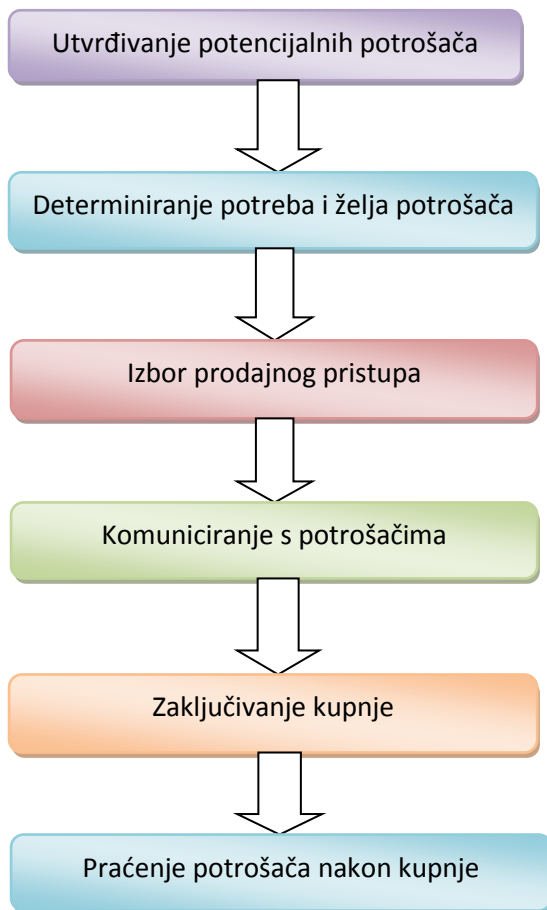 Utvrđivanje potencijalnih potrošača
Determiniranje potreba i želja potrošača
Izbor prodajnog pristupa
Komuniciranje s potrošačima
Zaključivanje kupnje
Praćenje potrošača nakon kupnje